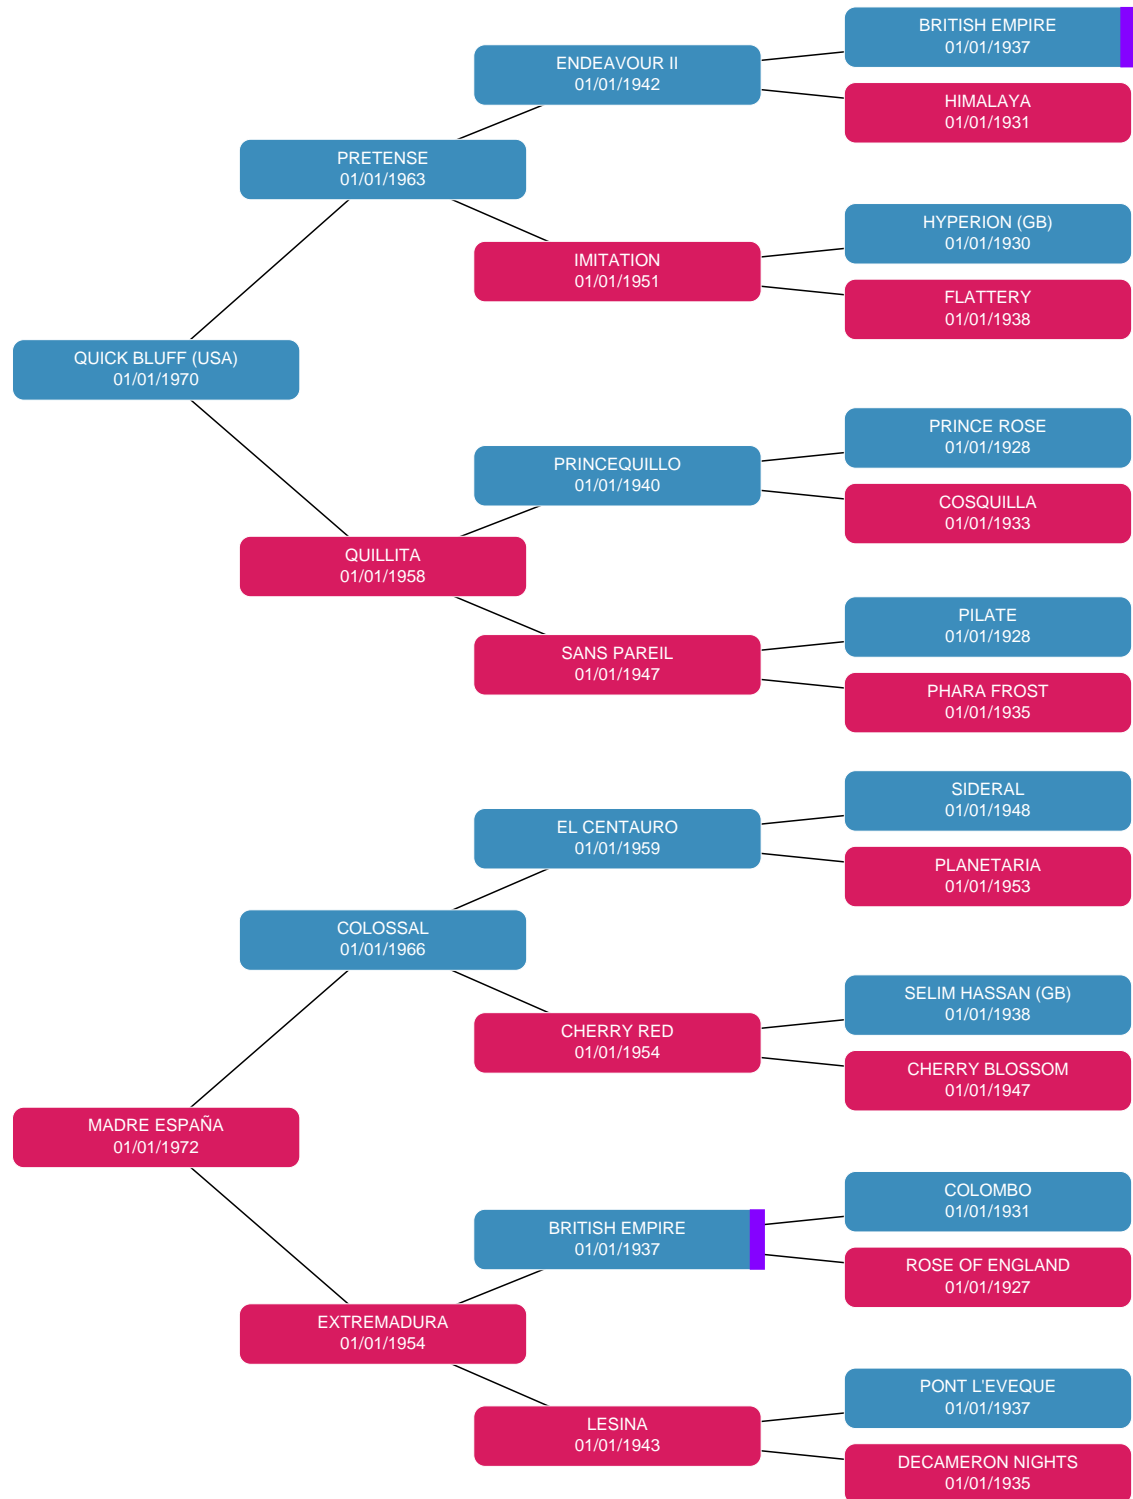 BRITISH EMPIRE
01/01/1937
ENDEAVOUR II
01/01/1942
HIMALAYA
01/01/1931
PRETENSE
01/01/1963
HYPERION (GB)
01/01/1930
IMITATION
01/01/1951
FLATTERY
01/01/1938
QUICK BLUFF (USA)
01/01/1970
PRINCE ROSE
01/01/1928
PRINCEQUILLO
01/01/1940
COSQUILLA
01/01/1933
QUILLITA
01/01/1958
PILATE
01/01/1928
SANS PAREIL
01/01/1947
PHARA FROST
01/01/1935
SIDERAL
01/01/1948
EL CENTAURO
01/01/1959
PLANETARIA
01/01/1953
COLOSSAL
01/01/1966
SELIM HASSAN (GB)
01/01/1938
CHERRY RED
01/01/1954
CHERRY BLOSSOM
01/01/1947
MADRE ESPAÑA
01/01/1972
COLOMBO
01/01/1931
BRITISH EMPIRE
01/01/1937
ROSE OF ENGLAND
01/01/1927
EXTREMADURA
01/01/1954
PONT L'EVEQUE
01/01/1937
LESINA
01/01/1943
DECAMERON NIGHTS
01/01/1935